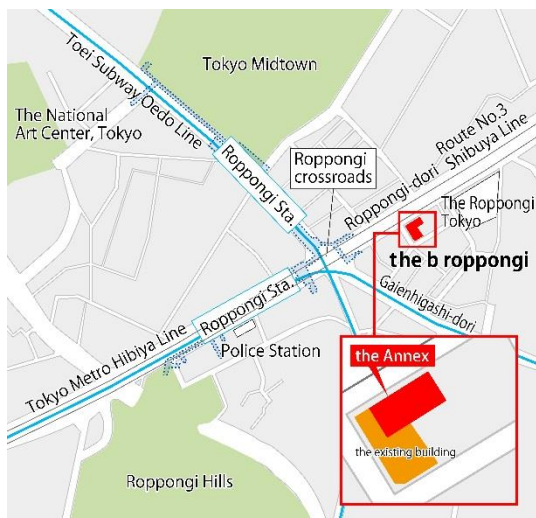 Toei Subway Oedo Line
Tokyo Midtown
The National
Art Center, Tokyo
Roppongi Sta.
Roppongi
crossroads
Route No.3
Shibuya Line
Roppongi-dori
The Roppongi
Tokyo
the b roppongi
Gaienhigashi-dori
Roppongi Sta.
Tokyo Metro Hibiya Line
Police Station
the Annex
the existing building
Roppongi Hills